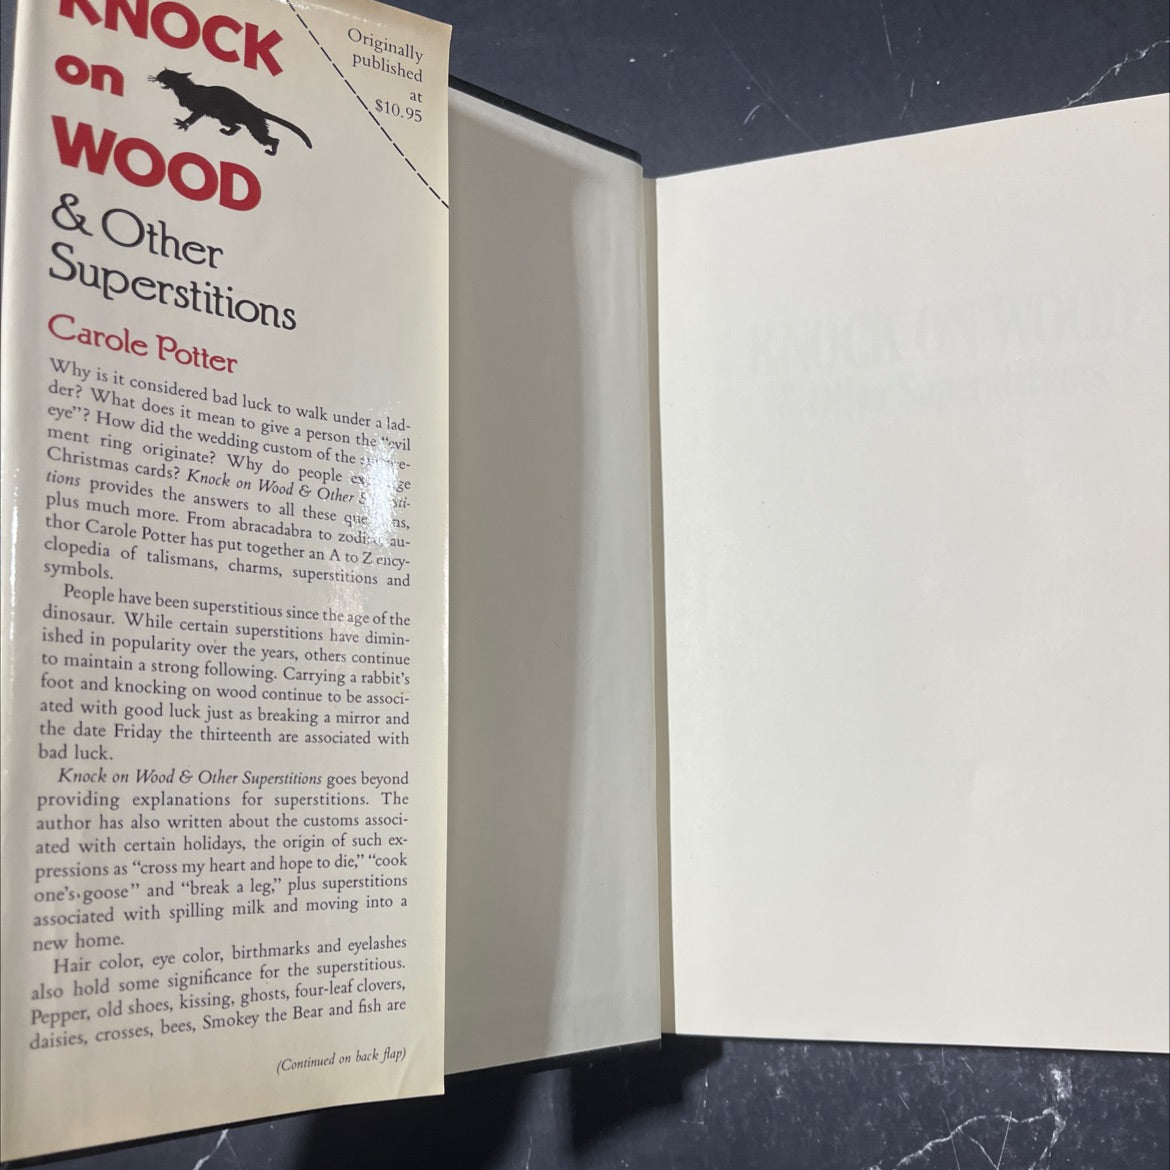 KNOCK
on
WOOD
& Other
Superstitions
Carole Potter
Originally
published
at
$10.95
Why is it considered bad luck to walk under a lad-
der? What does it mean to give a person the "evil
eye"? How did the wedding custom of the
ment ring originate? Why do people
Christmas cards? Knock on Wood & Other
tions provides the answers to all these
plus much more. From abracadabra to zodiac, au-
thor Carole Potter has put together an A to Z ency-
clopedia of talismans, charms, superstitions and
symbols.
People have been superstitious since the age of the
dinosaur. While certain superstitions have dimin-
ished in popularity over the years, others continue
to maintain a strong following. Carrying a rabbit's
foot and knocking on wood continue to be associ-
ated with good luck just as breaking a mirror and
the date Friday the thirteenth are associated with
bad luck.
Knock on Wood & Other Superstitions goes beyond
providing explanations for superstitions. The
author has also written about the customs associ-
ated with certain holidays, the origin of such ex-
pressions as "cross my heart and hope to die," "cook
one's goose" and "break a leg," plus superstitions
associated with spilling milk and moving into a
new home.
Hair color, eye color, birthmarks and eyelashes
also hold some significance for the superstitious.
Pepper, old shoes, kissing, ghosts, four-leaf clovers,
daisies, crosses, bees, Smokey the Bear and fish are
(Continued on back flap)